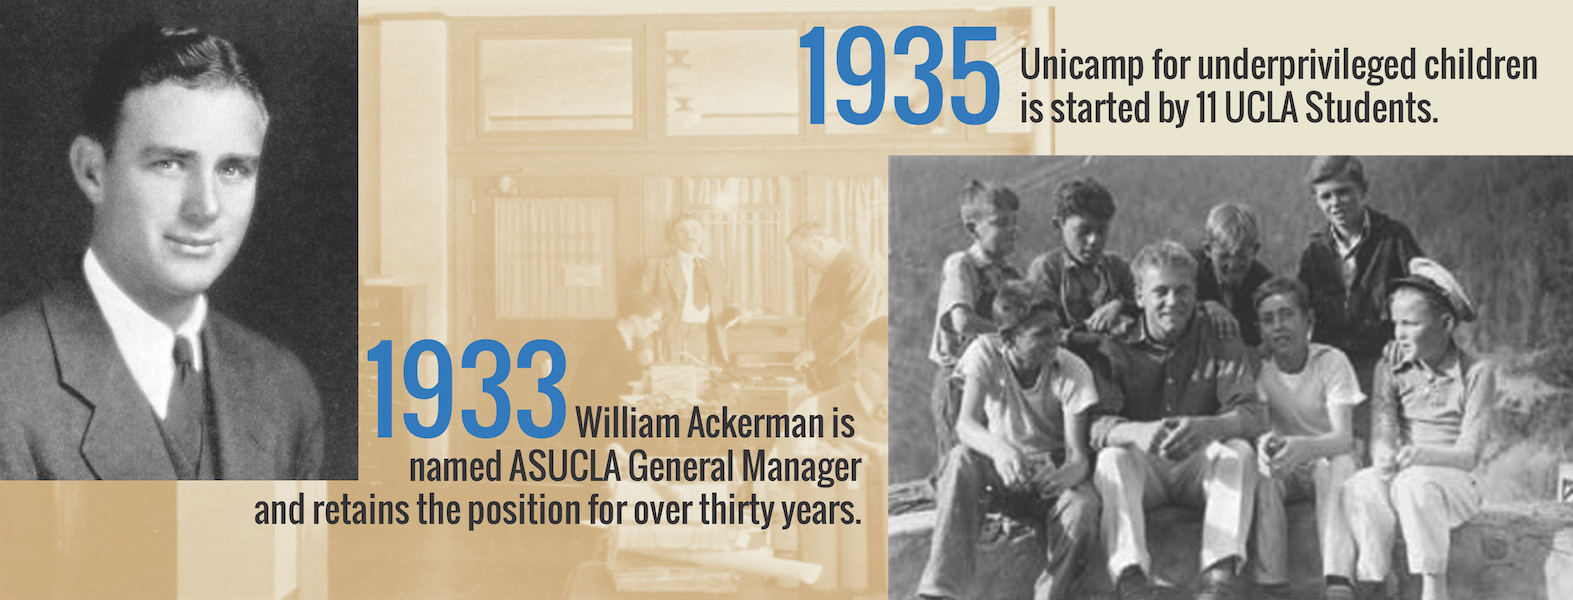 1935 Unicamp for underprivileged children
is started by 11 UCLA Students.
1933 William Ackerman is
named ASUCLA General Manager
and retains the position for over thirty years.